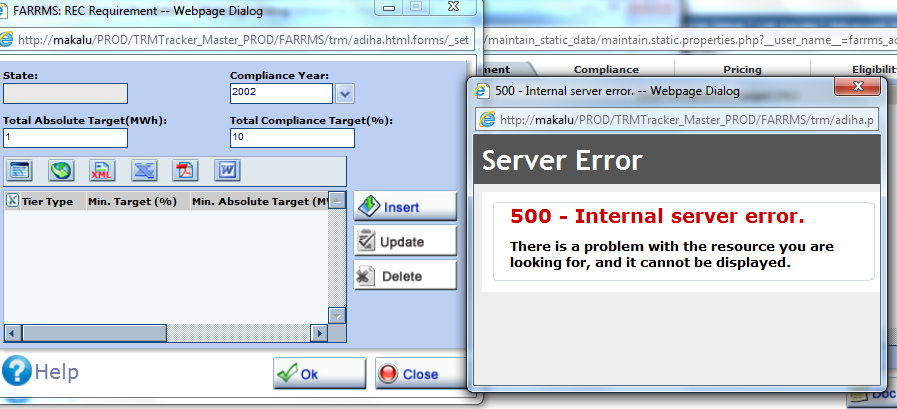 FARRMS: REC Requirement -- Webpage Dialog
http://makalu/PROD/TRMTracker_Master_PROD/FARRMS/trm/adiha.html.forms/_set
State:
Compliance Year:
2002
Total Absolute Target(MWh):
Total Compliance Target(%):
1
10
XML
Tier Type Min. Target (%) Min. Absolute Target (M
Insert
Update
Delete
Help
Ok
Close
/maintain_static_data/maintain.static.properties.php?__user_name__=farrms_ad
ment Compliance Pricing Eligibili
500 - Internal server error. -- Webpage Dialog
http://makalu/PROD/TRMTracker_Master_PROD/FARRMS/trm/adiha.p
Server Error
500 - Internal server error.
There is a problem with the resource you are
looking for, and it cannot be displayed.
Doc